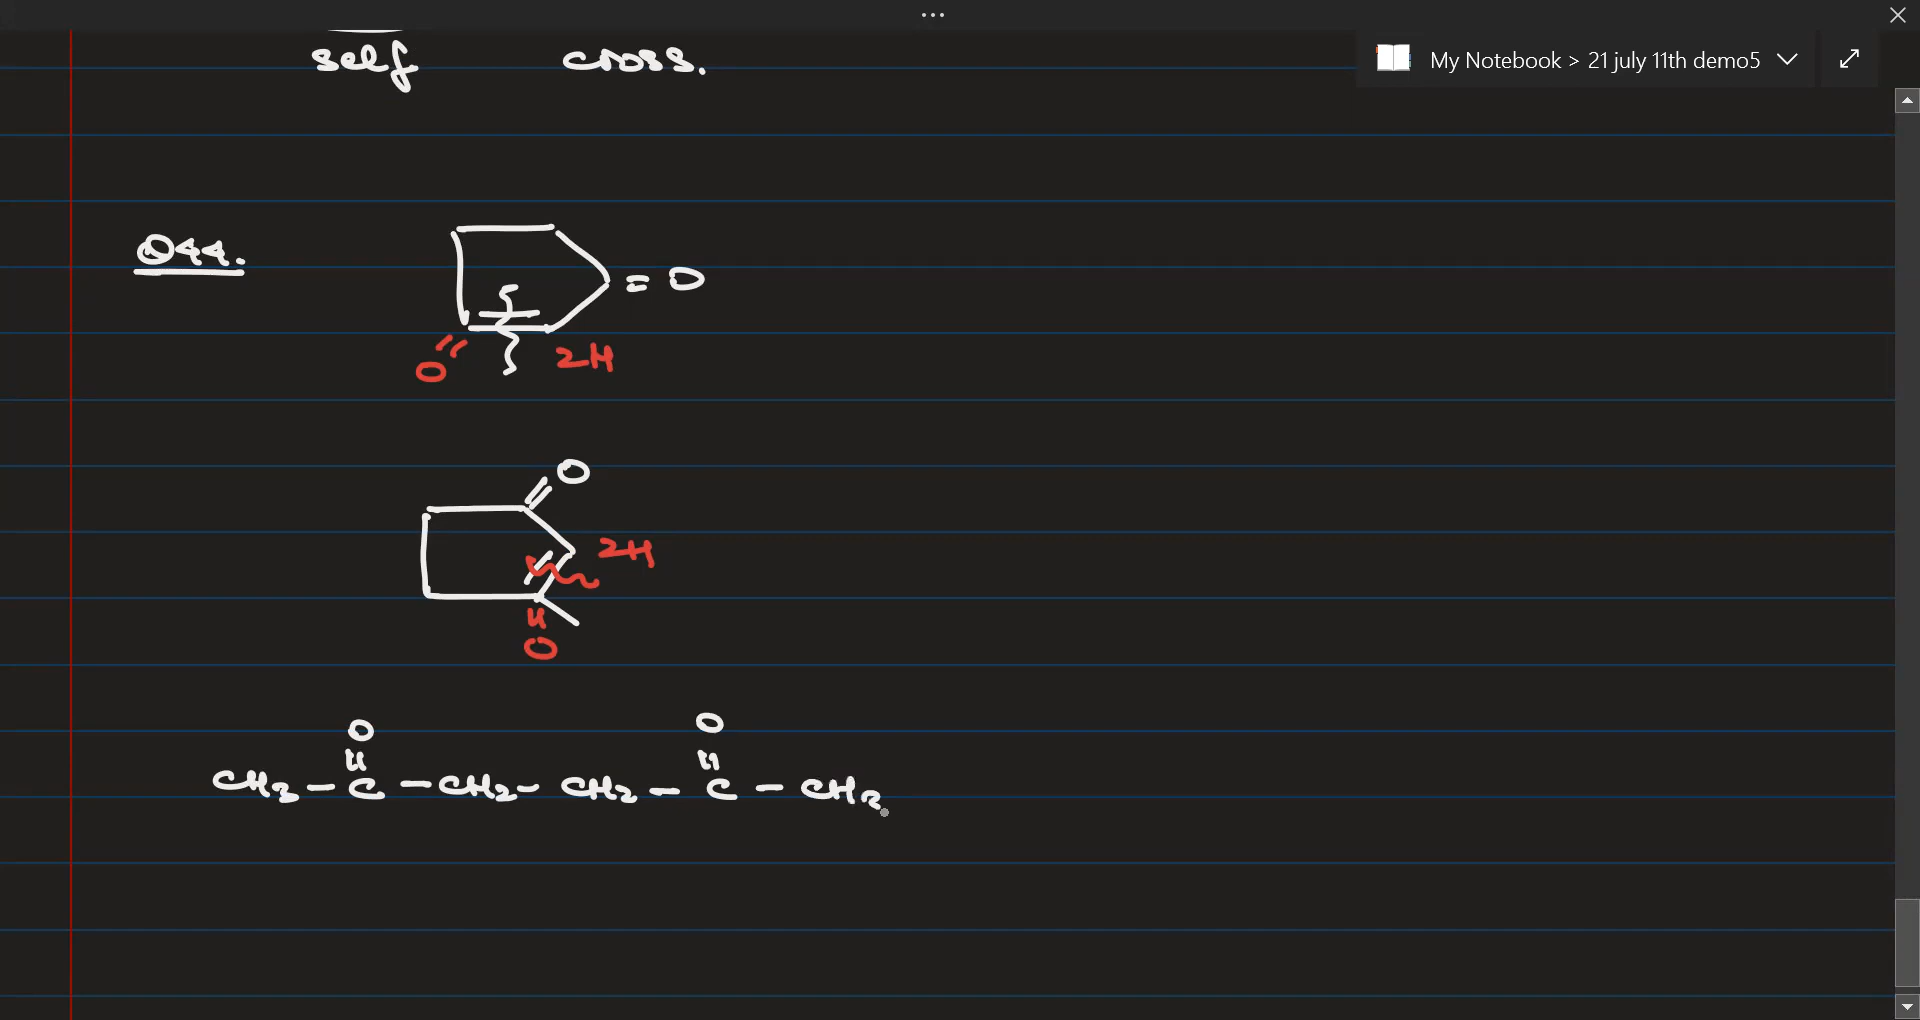 self cross.
My Notebook > 21 july 11th demo5
Q44.
= O
O 2H
O
2H
O
O O
CH3 - C - CH2 - CH2 - C - CH3